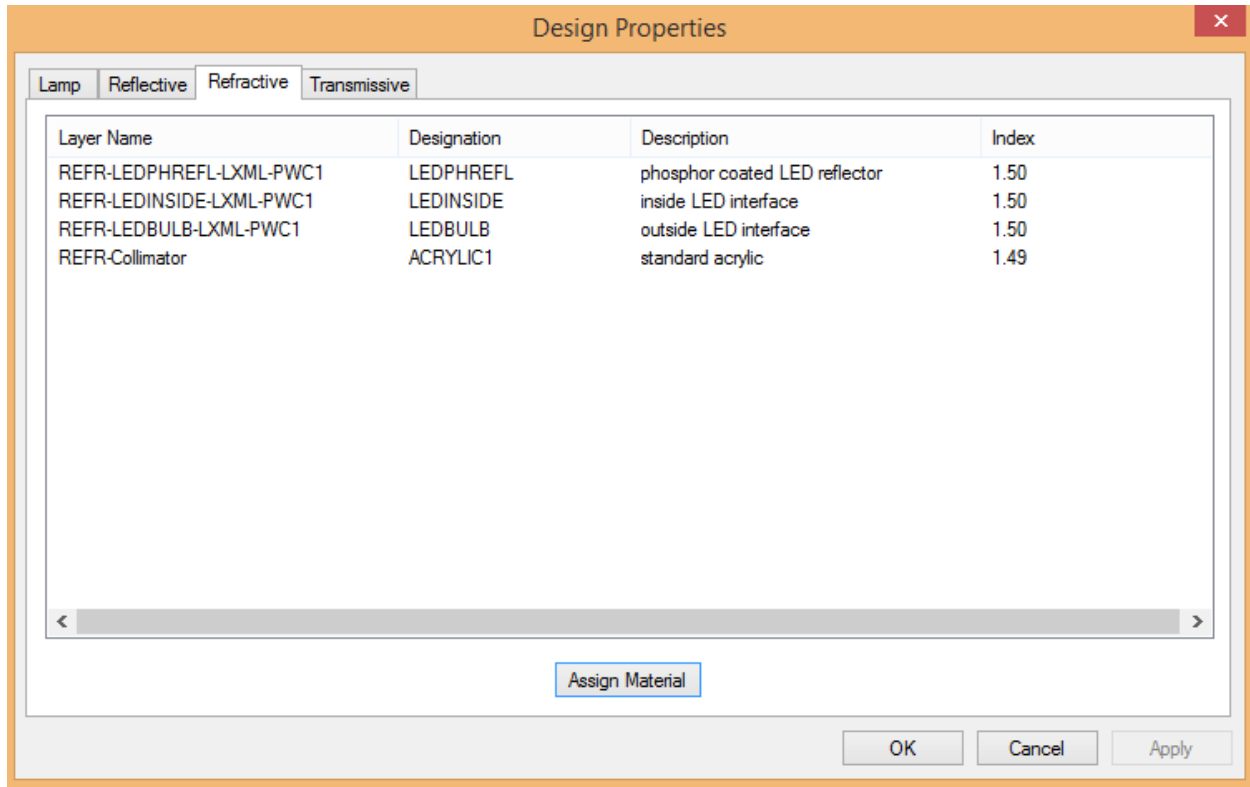 Design Properties
Lamp Reflective Refractive Transmissive
Layer Name Designation Description Index
REFR-LEDPHREFL-LXML-PWC1 LEDPHREFL phosphor coated LED reflector 1.50
REFR-LEDINSIDE-LXML-PWC1 LEDINSIDE inside LED interface 1.50
REFR-LEDBULB-LXML-PWC1 LEDBULB outside LED interface 1.50
REFR-Collimator ACRYLIC1 standard acrylic 1.49
Assign Material
OK Cancel Apply